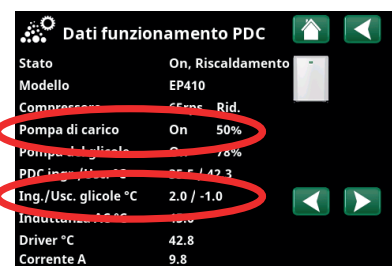 Dati funzionamento PDC
Stato On, Riscaldamento
Modello EP410
Compressore 65rps Rid.
Pompa di carico On 50%
Pompa del glicole On 78%
PDC ingr./Usc. °C 35.5 / 42.3
Ing./Usc. glicole °C 2.0 / -1.0
Induttanza AC °C
Driver °C 42.8
Corrente A 9.8